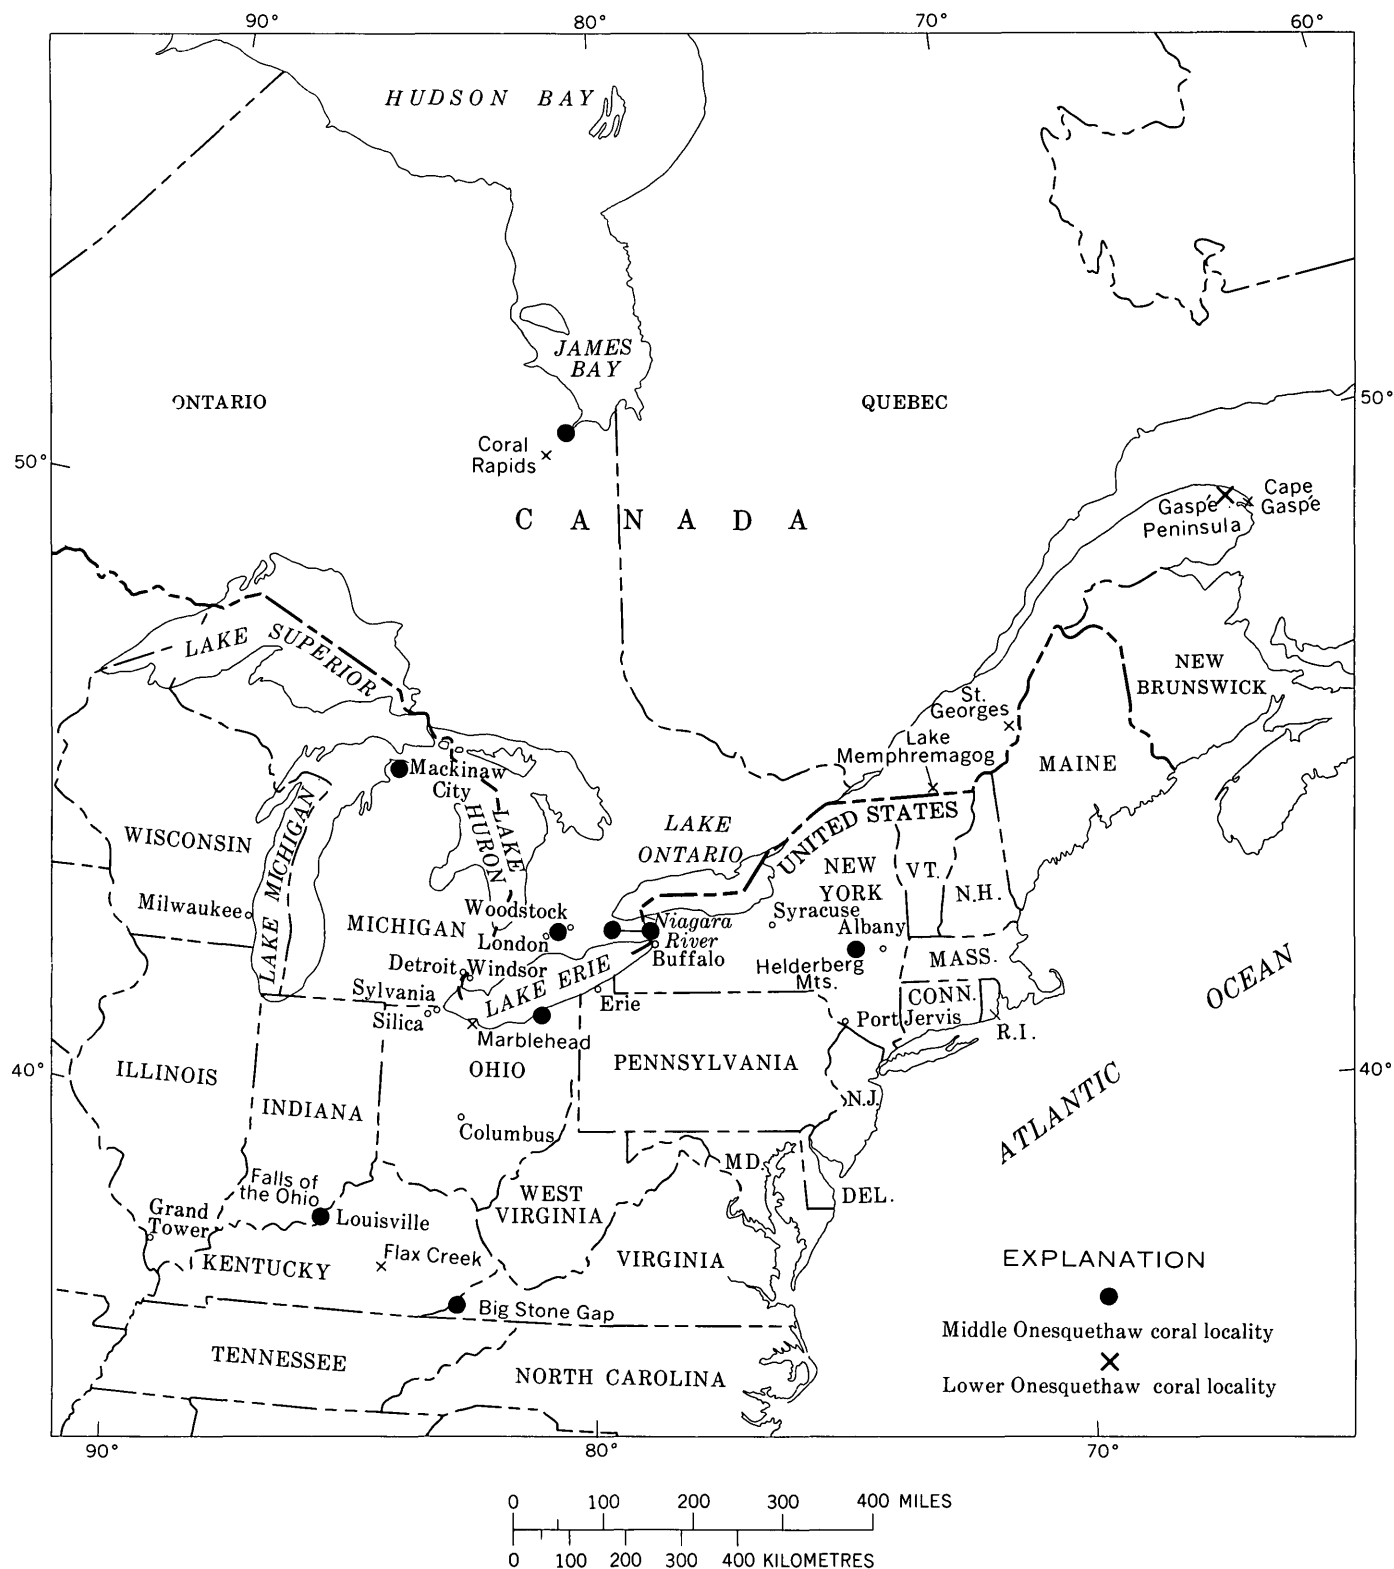 90° 80° 70° 60°
HUDSON BAY
JAMES
BAY
ONTARIO
QUEBEC
50°
Coral
Rapids
50°
CANADA
Cape
Gaspé
Gaspé
Peninsula
LAKE SUPERIOR
NEW
BRUNSWICK
St.
Georges
Lake
Memphremagog
MAINE
Mackinaw
City
LAKE
HURON
LAKE MICHIGAN
WISCONSIN
LAKE
ONTARIO
UNITED STATES
NEW
YORK
VT.
N.H.
Milwaukee
MICHIGAN
Woodstock
London
Niagara
River
Buffalo
Syracuse
Albany
Helderberg
Mts.
MASS.
Detroit
Windsor
LAKE ERIE
Erie
CONN.
Sylvania
Silica
Marblehead
Port Jervis
R.I.
OCEAN
ATLANTIC
40°
ILLINOIS
INDIANA
OHIO
PENNSYLVANIA
N.J.
40°
Columbus
MD.
DEL.
Falls of
the Ohio
Louisville
WEST
VIRGINIA
Grand
Tower
KENTUCKY
Flax Creek
VIRGINIA
Big Stone Gap
TENNESSEE
NORTH CAROLINA
EXPLANATION
Middle Onesquethaw coral locality
Lower Onesquethaw coral locality
90° 80° 70°
0 100 200 300 400 MILES
0 100 200 300 400 KILOMETRES